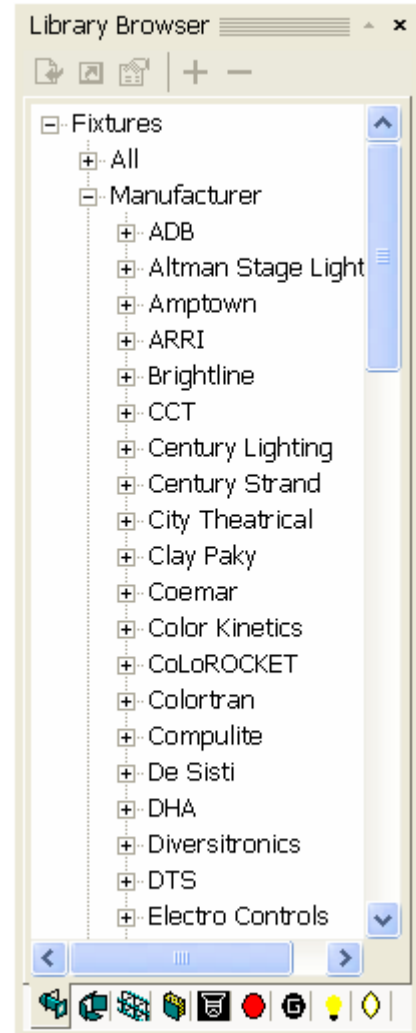 Library Browser
Fixtures
All
Manufacturer
ADB
Altman Stage Light
Amptown
ARRI
Brightline
CCT
Century Lighting
Century Strand
City Theatrical
Clay Paky
Coemar
Color Kinetics
CoLoROCKET
Colortran
Compulite
De Sisti
DHA
Diversitronics
DTS
Electro Controls
G